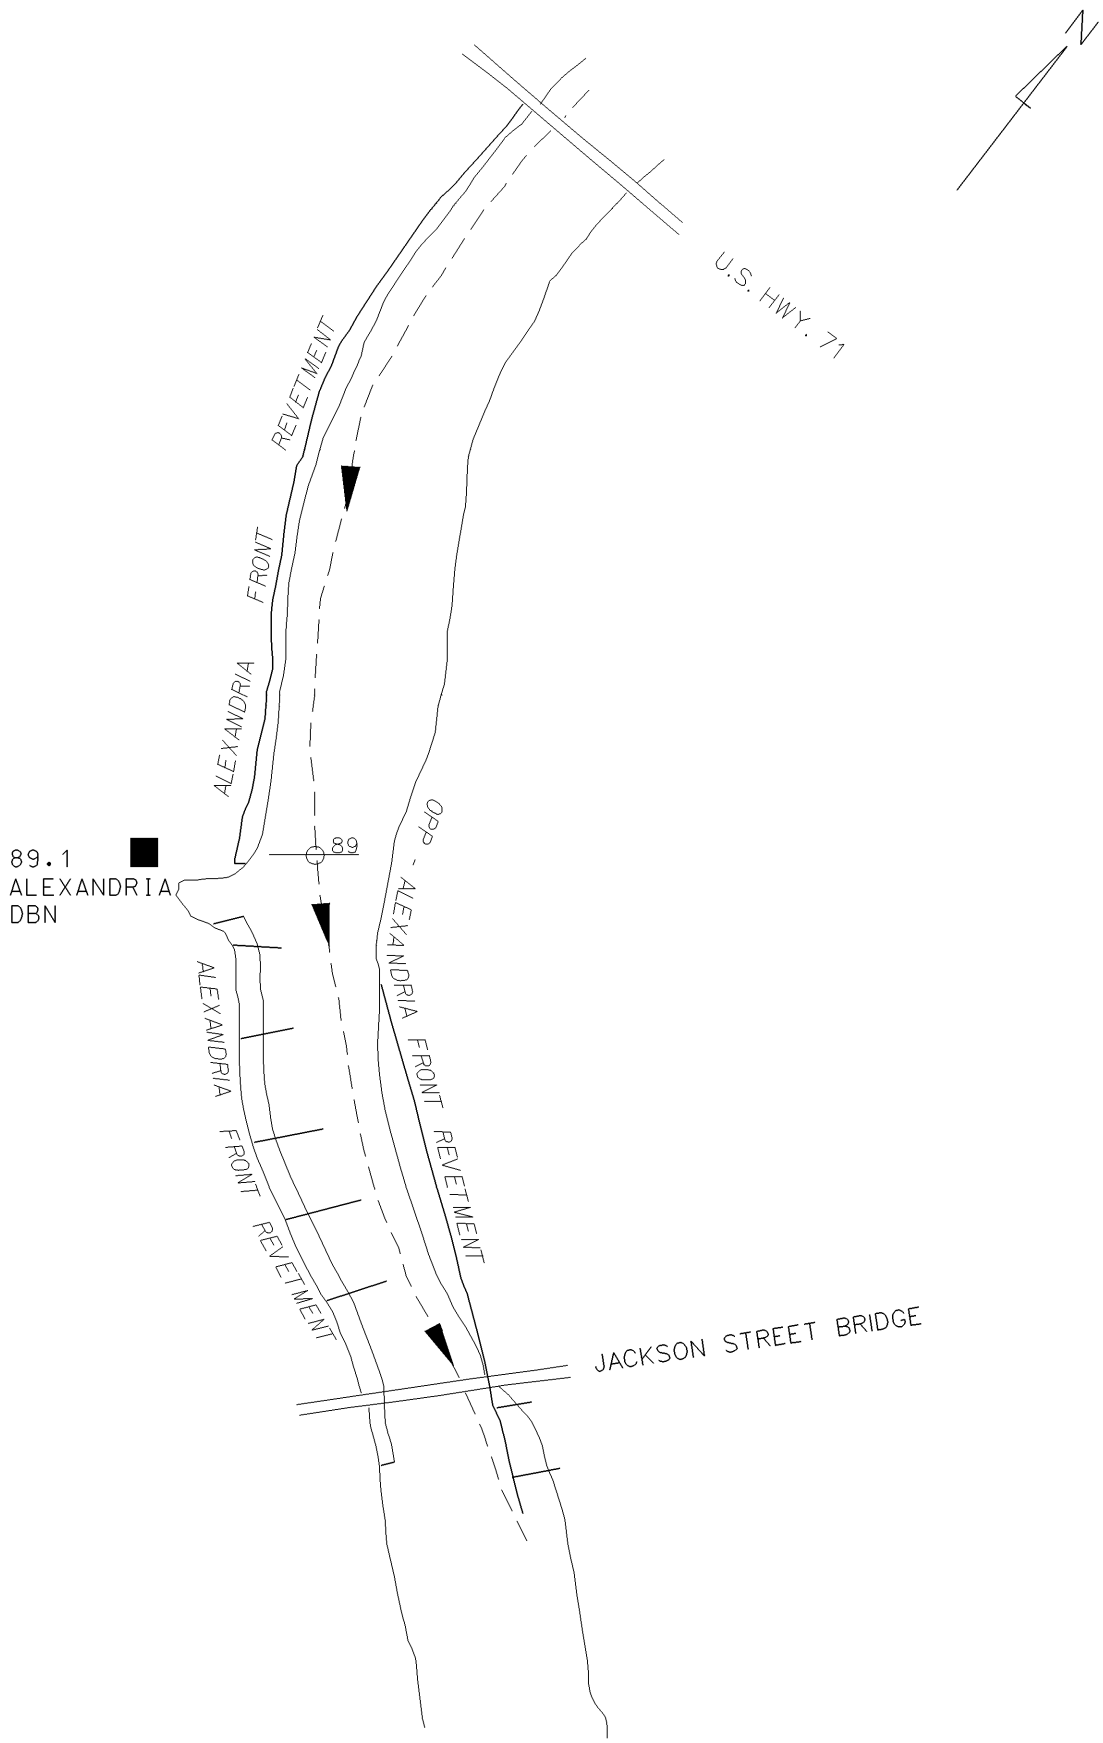 N
U.S. HWY. 71
ALEXANDRIA FRONT REVETMENT
89
89.1
ALEXANDRIA
DBN
OPP - ALEXANDRIA FRONT REVETMENT
ALEXANDRIA FRONT REVETMENT
JACKSON STREET BRIDGE